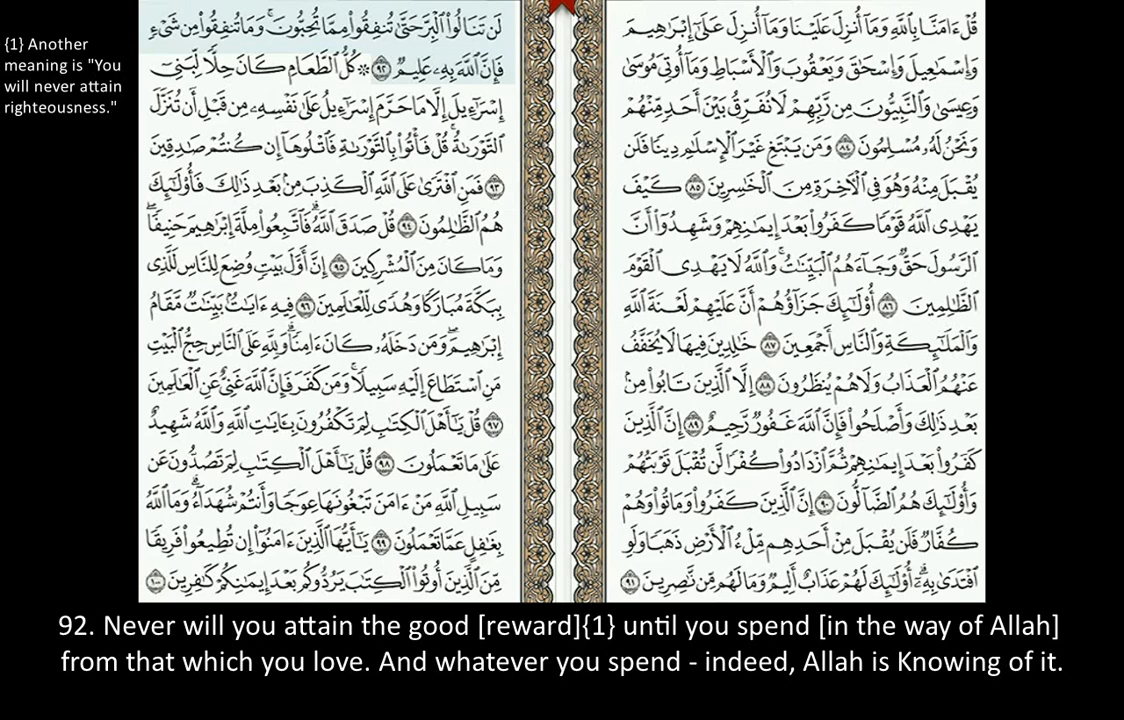 {1} Another
meaning is "You
will never attain
righteousness."
قُلْ ءَامَنَّا بِٱللَّهِ وَمَآ أُنزِلَ عَلَيْنَا وَمَآ أُنزِلَ عَلَىٰٓ إِبْرَٰهِيمَ
وَإِسْمَٰعِيلَ وَإِسْحَٰقَ وَيَعْقُوبَ وَٱلْأَسْبَاطِ وَمَآ أُوتِىَ مُوسَىٰ
وَعِيسَىٰ وَٱلنَّبِيُّونَ مِن رَّبِّهِمْ لَا نُفَرِّقُ بَيْنَ أَحَدٍ مِّنْهُمْ
وَنَحْنُ لَهُۥ مُسْلِمُونَ ٨٤ وَمَن يَبْتَغِ غَيْرَ ٱلْإِسْلَٰمِ دِينًا فَلَن
يُقْبَلَ مِنْهُ وَهُوَ فِى ٱلْءَاخِرَةِ مِنَ ٱلْخَٰسِرِينَ ٨٥ كَيْفَ
يَهْدِى ٱللَّهُ قَوْمًا كَفَرُوا۟ بَعْدَ إِيمَٰنِهِمْ وَشَهِدُوٓا۟ أَنَّ
ٱلرَّسُولَ حَقٌّ وَجَآءَهُمُ ٱلْبَيِّنَٰتُ ۚ وَٱللَّهُ لَا يَهْدِى ٱلْقَوْمَ
ٱلظَّٰلِمِينَ ٨٦ أُو۟لَٰٓئِكَ جَزَآؤُهُمْ أَنَّ عَلَيْهِمْ لَعْنَةَ ٱللَّهِ
وَٱلْمَلَٰٓئِكَةِ وَٱلنَّاسِ أَجْمَعِينَ ٨٧ خَٰلِدِينَ فِيهَا لَا يُخَفَّفُ
عَنْهُمُ ٱلْعَذَابُ وَلَا هُمْ يُنظَرُونَ ٨٨ إِلَّا ٱلَّذِينَ تَابُوا۟ مِنۢ
بَعْدِ ذَٰلِكَ وَأَصْلَحُوا۟ فَإِنَّ ٱللَّهَ غَفُورٌ رَّحِيمٌ ٨٩ إِنَّ ٱلَّذِينَ
كَفَرُوا۟ بَعْدَ إِيمَٰنِهِمْ ثُمَّ ٱزْدَادُوا۟ كُفْرًا لَّن تُقْبَلَ تَوْبَتُهُمْ
وَأُو۟لَٰٓئِكَ هُمُ ٱلضَّآلُّونَ ٩٠ إِنَّ ٱلَّذِينَ كَفَرُوا۟ وَمَاتُوا۟ وَهُمْ
كُفَّارٌ فَلَن يُقْبَلَ مِنْ أَحَدِهِم مِّلْءُ ٱلْأَرْضِ ذَهَبًا وَلَوِ
ٱفْتَدَىٰ بِهِۦٓ ۗ أُو۟لَٰٓئِكَ لَهُمْ عَذَابٌ أَلِيمٌ وَمَا لَهُم مِّن نَّٰصِرِينَ ٩١
لَن تَنَالُوا۟ ٱلْبِرَّ حَتَّىٰ تُنفِقُوا۟ مِمَّا تُحِبُّونَ ۚ وَمَا تُنفِقُوا۟ مِن شَىْءٍ
فَإِنَّ ٱللَّهَ بِهِۦ عَلِيمٌ ٩٢ ۞ كُلُّ ٱلطَّعَامِ كَانَ حِلًّا لِّبَنِىٓ
إِسْرَٰٓءِيلَ إِلَّا مَا حَرَّمَ إِسْرَٰٓءِيلُ عَلَىٰ نَفْسِهِۦ مِن قَبْلِ أَن تُنَزَّلَ
ٱلتَّوْرَىٰةُ ۗ قُلْ فَأْتُوا۟ بِٱلتَّوْرَىٰةِ فَٱتْلُوهَآ إِن كُنتُمْ صَٰدِقِينَ
٩٣ فَمَنِ ٱفْتَرَىٰ عَلَى ٱللَّهِ ٱلْكَذِبَ مِنۢ بَعْدِ ذَٰلِكَ فَأُو۟لَٰٓئِكَ
هُمُ ٱلظَّٰلِمُونَ ٩٤ قُلْ صَدَقَ ٱللَّهُ ۗ فَٱتَّبِعُوا۟ مِلَّةَ إِبْرَٰهِيمَ حَنِيفًا ۖ
وَمَا كَانَ مِنَ ٱلْمُشْرِكِينَ ٩٥ إِنَّ أَوَّلَ بَيْتٍ وُضِعَ لِلنَّاسِ لَلَّذِى
بِبَكَّةَ مُبَارَكًا وَهُدًى لِّلْعَٰلَمِينَ ٩٦ فِيهِ ءَايَٰتٌۢ بَيِّنَٰتٌ مَّقَامُ
إِبْرَٰهِيمَ ۖ وَمَن دَخَلَهُۥ كَانَ ءَامِنًا ۗ وَلِلَّهِ عَلَى ٱلنَّاسِ حِجُّ ٱلْبَيْتِ
مَنِ ٱسْتَطَاعَ إِلَيْهِ سَبِيلًا ۚ وَمَن كَفَرَ فَإِنَّ ٱللَّهَ غَنِىٌّ عَنِ ٱلْعَٰلَمِينَ
٩٧ قُلْ يَٰٓأَهْلَ ٱلْكِتَٰبِ لِمَ تَكْفُرُونَ بِـَٔايَٰتِ ٱللَّهِ وَٱللَّهُ شَهِيدٌ
عَلَىٰ مَا تَعْمَلُونَ ٩٨ قُلْ يَٰٓأَهْلَ ٱلْكِتَٰبِ لِمَ تَصُدُّونَ عَن
سَبِيلِ ٱللَّهِ مَنْ ءَامَنَ تَبْغُونَهَا عِوَجًا وَأَنتُمْ شُهَدَآءُ ۗ وَمَا ٱللَّهُ
بِغَٰفِلٍ عَمَّا تَعْمَلُونَ ٩٩ يَٰٓأَيُّهَا ٱلَّذِينَ ءَامَنُوٓا۟ إِن تُطِيعُوا۟ فَرِيقًا
مِّنَ ٱلَّذِينَ أُوتُوا۟ ٱلْكِتَٰبَ يَرُدُّوكُم بَعْدَ إِيمَٰنِكُمْ كَٰفِرِينَ ١٠٠
92. Never will you attain the good [reward]{1} until you spend [in the way of Allah]
from that which you love. And whatever you spend - indeed, Allah is Knowing of it.